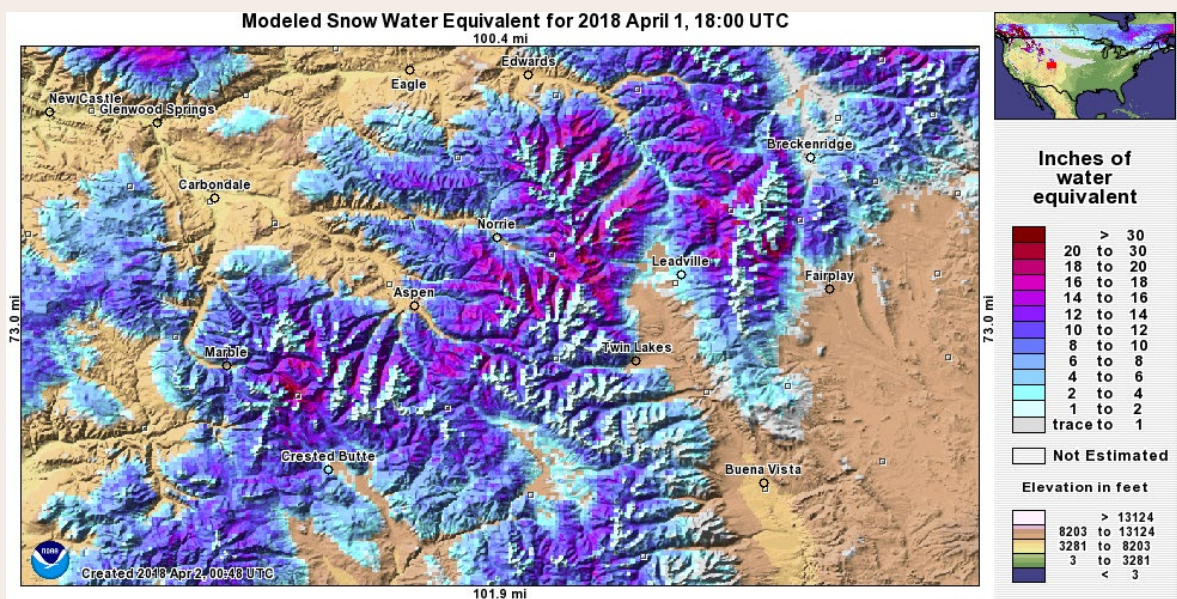 Modeled Snow Water Equivalent for 2018 April 1, 18:00 UTC
100.4 mi
Edwards
Eagle
New Castle
Glenwood Springs
Breckenridge
Carbondale
Norrie
Leadville
Fairplay
Aspen
73.0 mi
73.0 mi
Twin Lakes
Marble
Crested Butte
Buena Vista
NOAA
Created 2018 Apr 2, 00:48 UTC
101.9 mi
Inches of
water
equivalent
> 30
20 to 30
18 to 20
16 to 18
14 to 16
12 to 14
10 to 12
8 to 10
6 to 8
4 to 6
2 to 4
1 to 2
trace to 1
Not Estimated
Elevation in feet
> 13124
8203 to 13124
3281 to 8203
3 to 3281
< 3